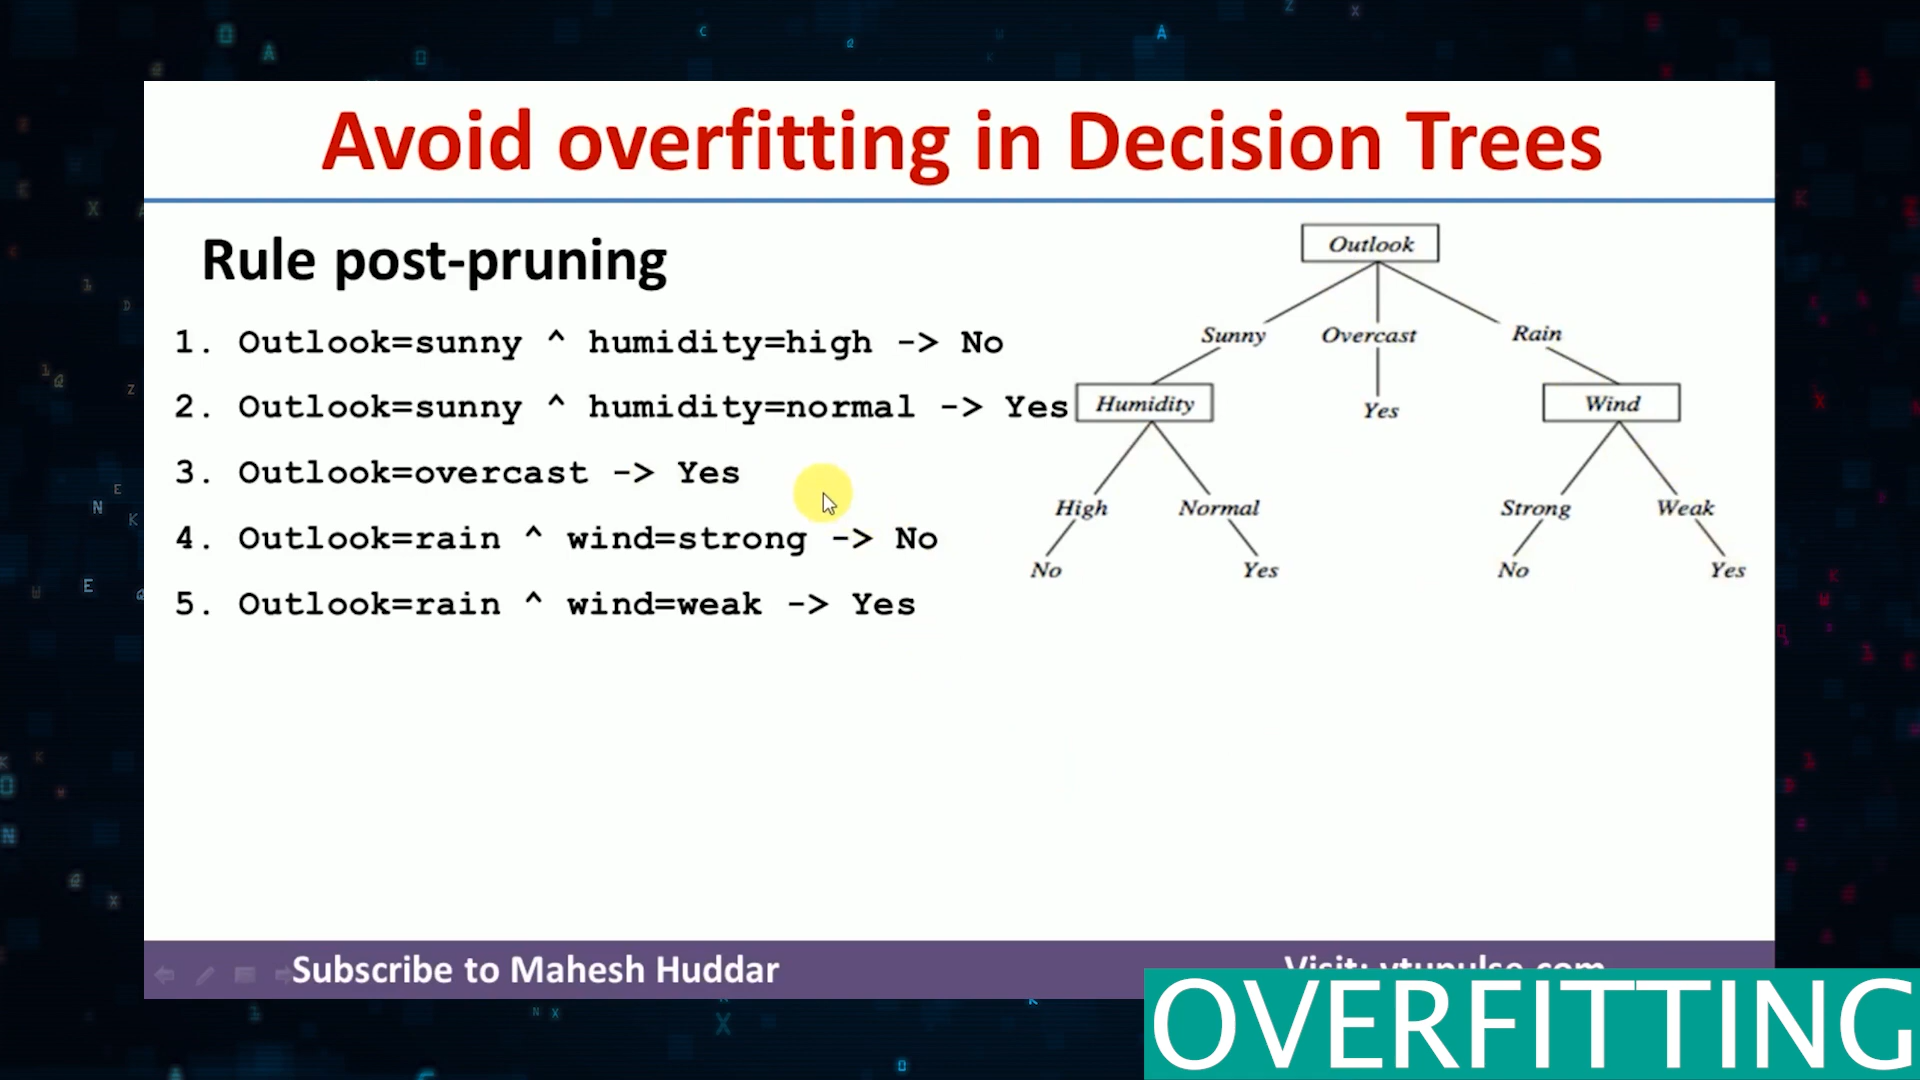 Avoid overfitting in Decision Trees
Rule post-pruning
1. Outlook=sunny ^ humidity=high -> No
2. Outlook=sunny ^ humidity=normal -> Yes
3. Outlook=overcast -> Yes
4. Outlook=rain ^ wind=strong -> No
5. Outlook=rain ^ wind=weak -> Yes
Outlook
Sunny Overcast Rain
Humidity Yes Wind
High Normal Strong Weak
No Yes No Yes
Subscribe to Mahesh Huddar
Visit: vtupulse.com
OVERFITTING